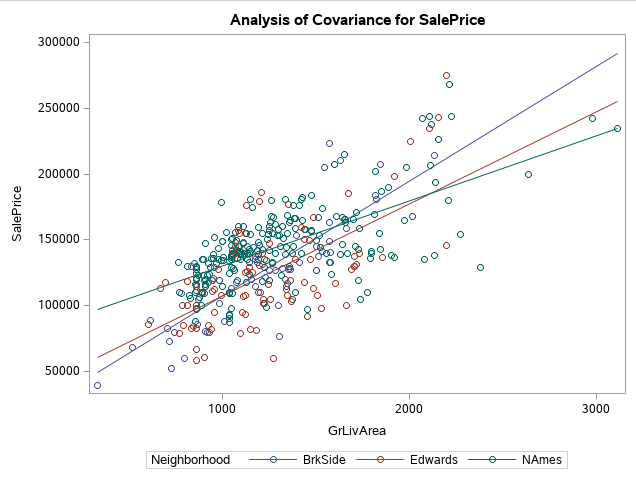 Analysis of Covariance for SalePrice
300000
250000
200000
150000
100000
50000
SalePrice
1000 2000 3000
GrLivArea
Neighborhood BrkSide Edwards NAmes